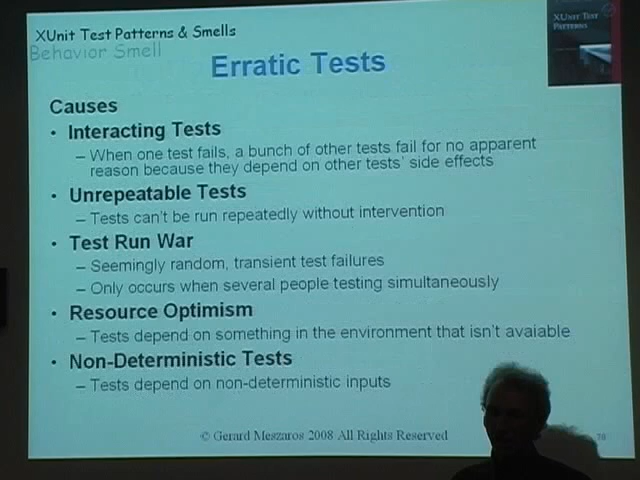 XUnit Test Patterns & Smells
Behavior Smell
XUNIT TEST
PATTERNS
Erratic Tests
Causes
• Interacting Tests
– When one test fails, a bunch of other tests fail for no apparent
reason because they depend on other tests' side effects
• Unrepeatable Tests
– Tests can't be run repeatedly without intervention
• Test Run War
– Seemingly random, transient test failures
– Only occurs when several people testing simultaneously
• Resource Optimism
– Tests depend on something in the environment that isn't avaiable
• Non-Deterministic Tests
– Tests depend on non-deterministic inputs
© Gerard Meszaros 2008 All Rights Reserved